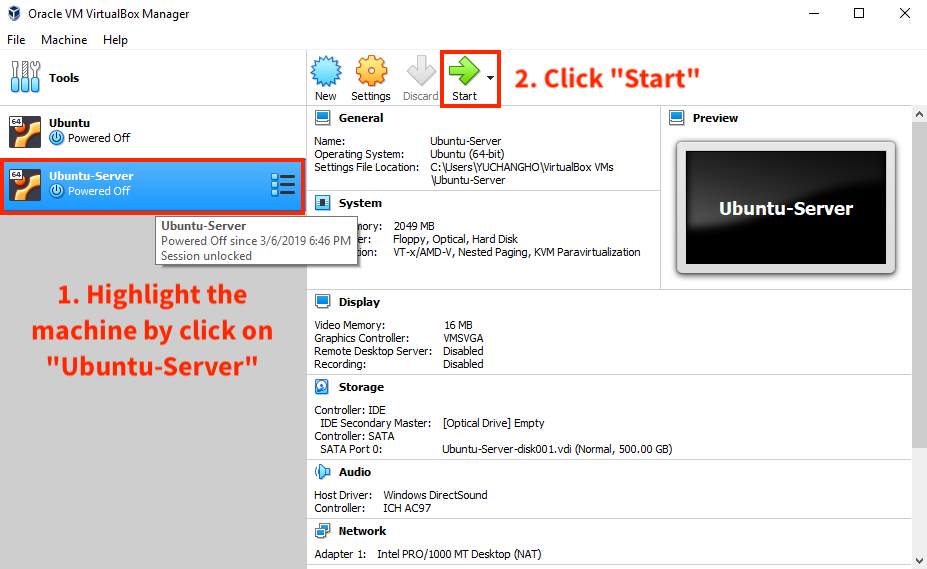 Oracle VM VirtualBox Manager
File Machine Help
Tools
New Settings Discard Start
2. Click "Start"
64
Ubuntu
Powered Off
64
Ubuntu-Server
Powered Off
Ubuntu-Server
Powered Off since 3/6/2019 6:46 PM
Session unlocked
1. Highlight the
machine by click on
"Ubuntu-Server"
General
Name: Ubuntu-Server
Operating System: Ubuntu (64-bit)
Settings File Location: C:\Users\YUCHANGHO\VirtualBox VMs
\Ubuntu-Server
Preview
Ubuntu-Server
System
mory: 2049 MB
er: Floppy, Optical, Hard Disk
tion: VT-x/AMD-V, Nested Paging, KVM Paravirtualization
Display
Video Memory: 16 MB
Graphics Controller: VMSVGA
Remote Desktop Server: Disabled
Recording: Disabled
Storage
Controller: IDE
IDE Secondary Master: [Optical Drive] Empty
Controller: SATA
SATA Port 0: Ubuntu-Server-disk001.vdi (Normal, 500.00 GB)
Audio
Host Driver: Windows DirectSound
Controller: ICH AC97
Network
Adapter 1: Intel PRO/1000 MT Desktop (NAT)